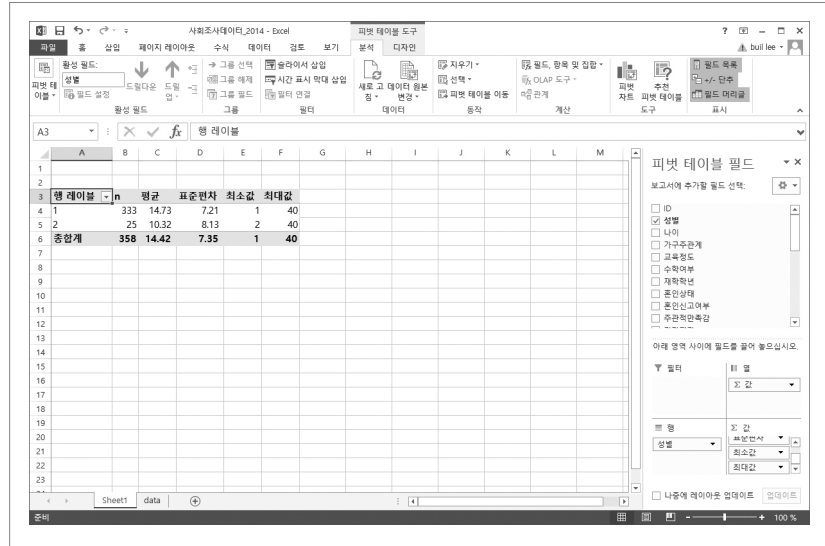 사회조사데이터_2014 - Excel
피벗 테이블 도구
파일 홈 삽입 페이지 레이아웃 수식 데이터 검토 보기 분석 디자인
buil lee
피벗 테이블
활성 필드:
성별
필드 설정
드릴다운 드릴업
활성 필드
그룹 선택
그룹 해제
그룹 필드
그룹
슬라이서 삽입
시간 표시 막대 삽입
필터 연결
필터
새로 고침
데이터 원본 변경
데이터
지우기
선택
피벗 테이블 이동
동작
필드, 항목 및 집합
OLAP 도구
관계
계산
피벗 차트
추천 피벗 테이블
도구
필드 목록
+/- 단추
필드 머리글
표시
A3 fx 행 레이블
A B C D E F G H I J K L M
1
2
3 행 레이블 n 평균 표준편차 최소값 최대값
4 1 333 14.73 7.21 1 40
5 2 25 10.32 8.13 2 40
6 총합계 358 14.42 7.35 1 40
7
8
9
10
11
12
13
14
15
16
17
18
19
20
21
22
23
피벗 테이블 필드
보고서에 추가할 필드 선택:
ID
성별
나이
가구주관계
교육정도
수학여부
재학학년
혼인상태
혼인신고여부
주관적만족감
아래 영역 사이에 필드를 끌어 놓으십시오.
필터
열
Σ 값
행
성별
Σ 값
표준편차
최소값
최대값
나중에 레이아웃 업데이트 업데이트
Sheet1 data
준비 100 %